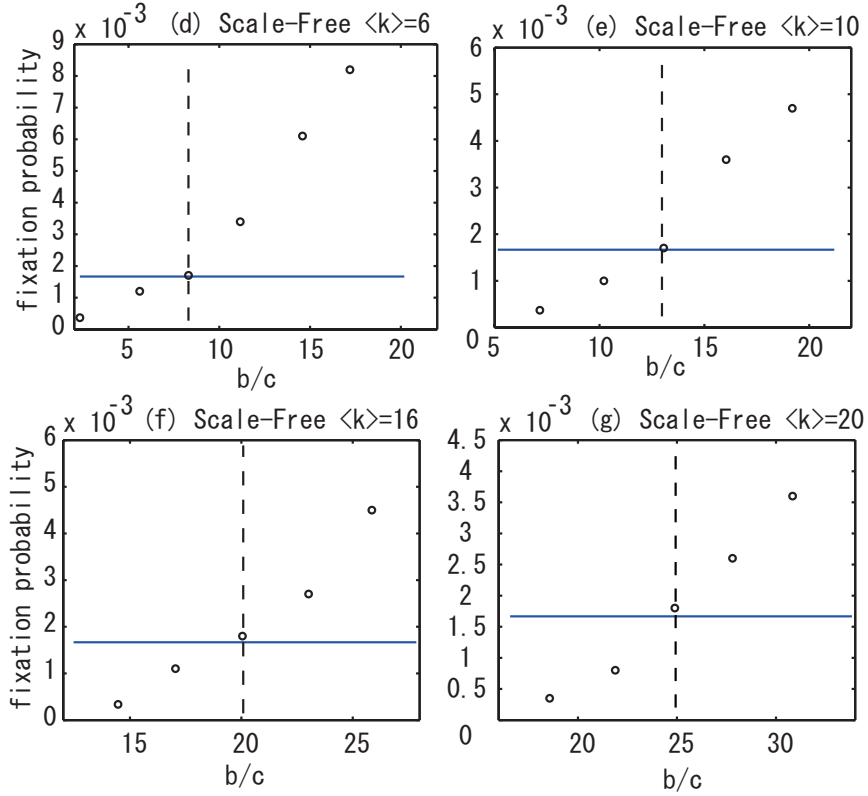 x 10-3 (d) Scale-Free <k>=6
9
8
7
6
5
4
3
2
1
0
fixation probability
5 10 15 20
b/c
x 10-3 (e) Scale-Free <k>=10
6
5
4
3
2
1
0
5 10 15 20
b/c
x 10-3 (f) Scale-Free <k>=16
6
5
4
3
2
1
0
fixation probability
15 20 25
b/c
x 10-3 (g) Scale-Free <k>=20
4.5
4
3.5
3
2.5
2
1.5
1
0.5
0
20 25 30
b/c